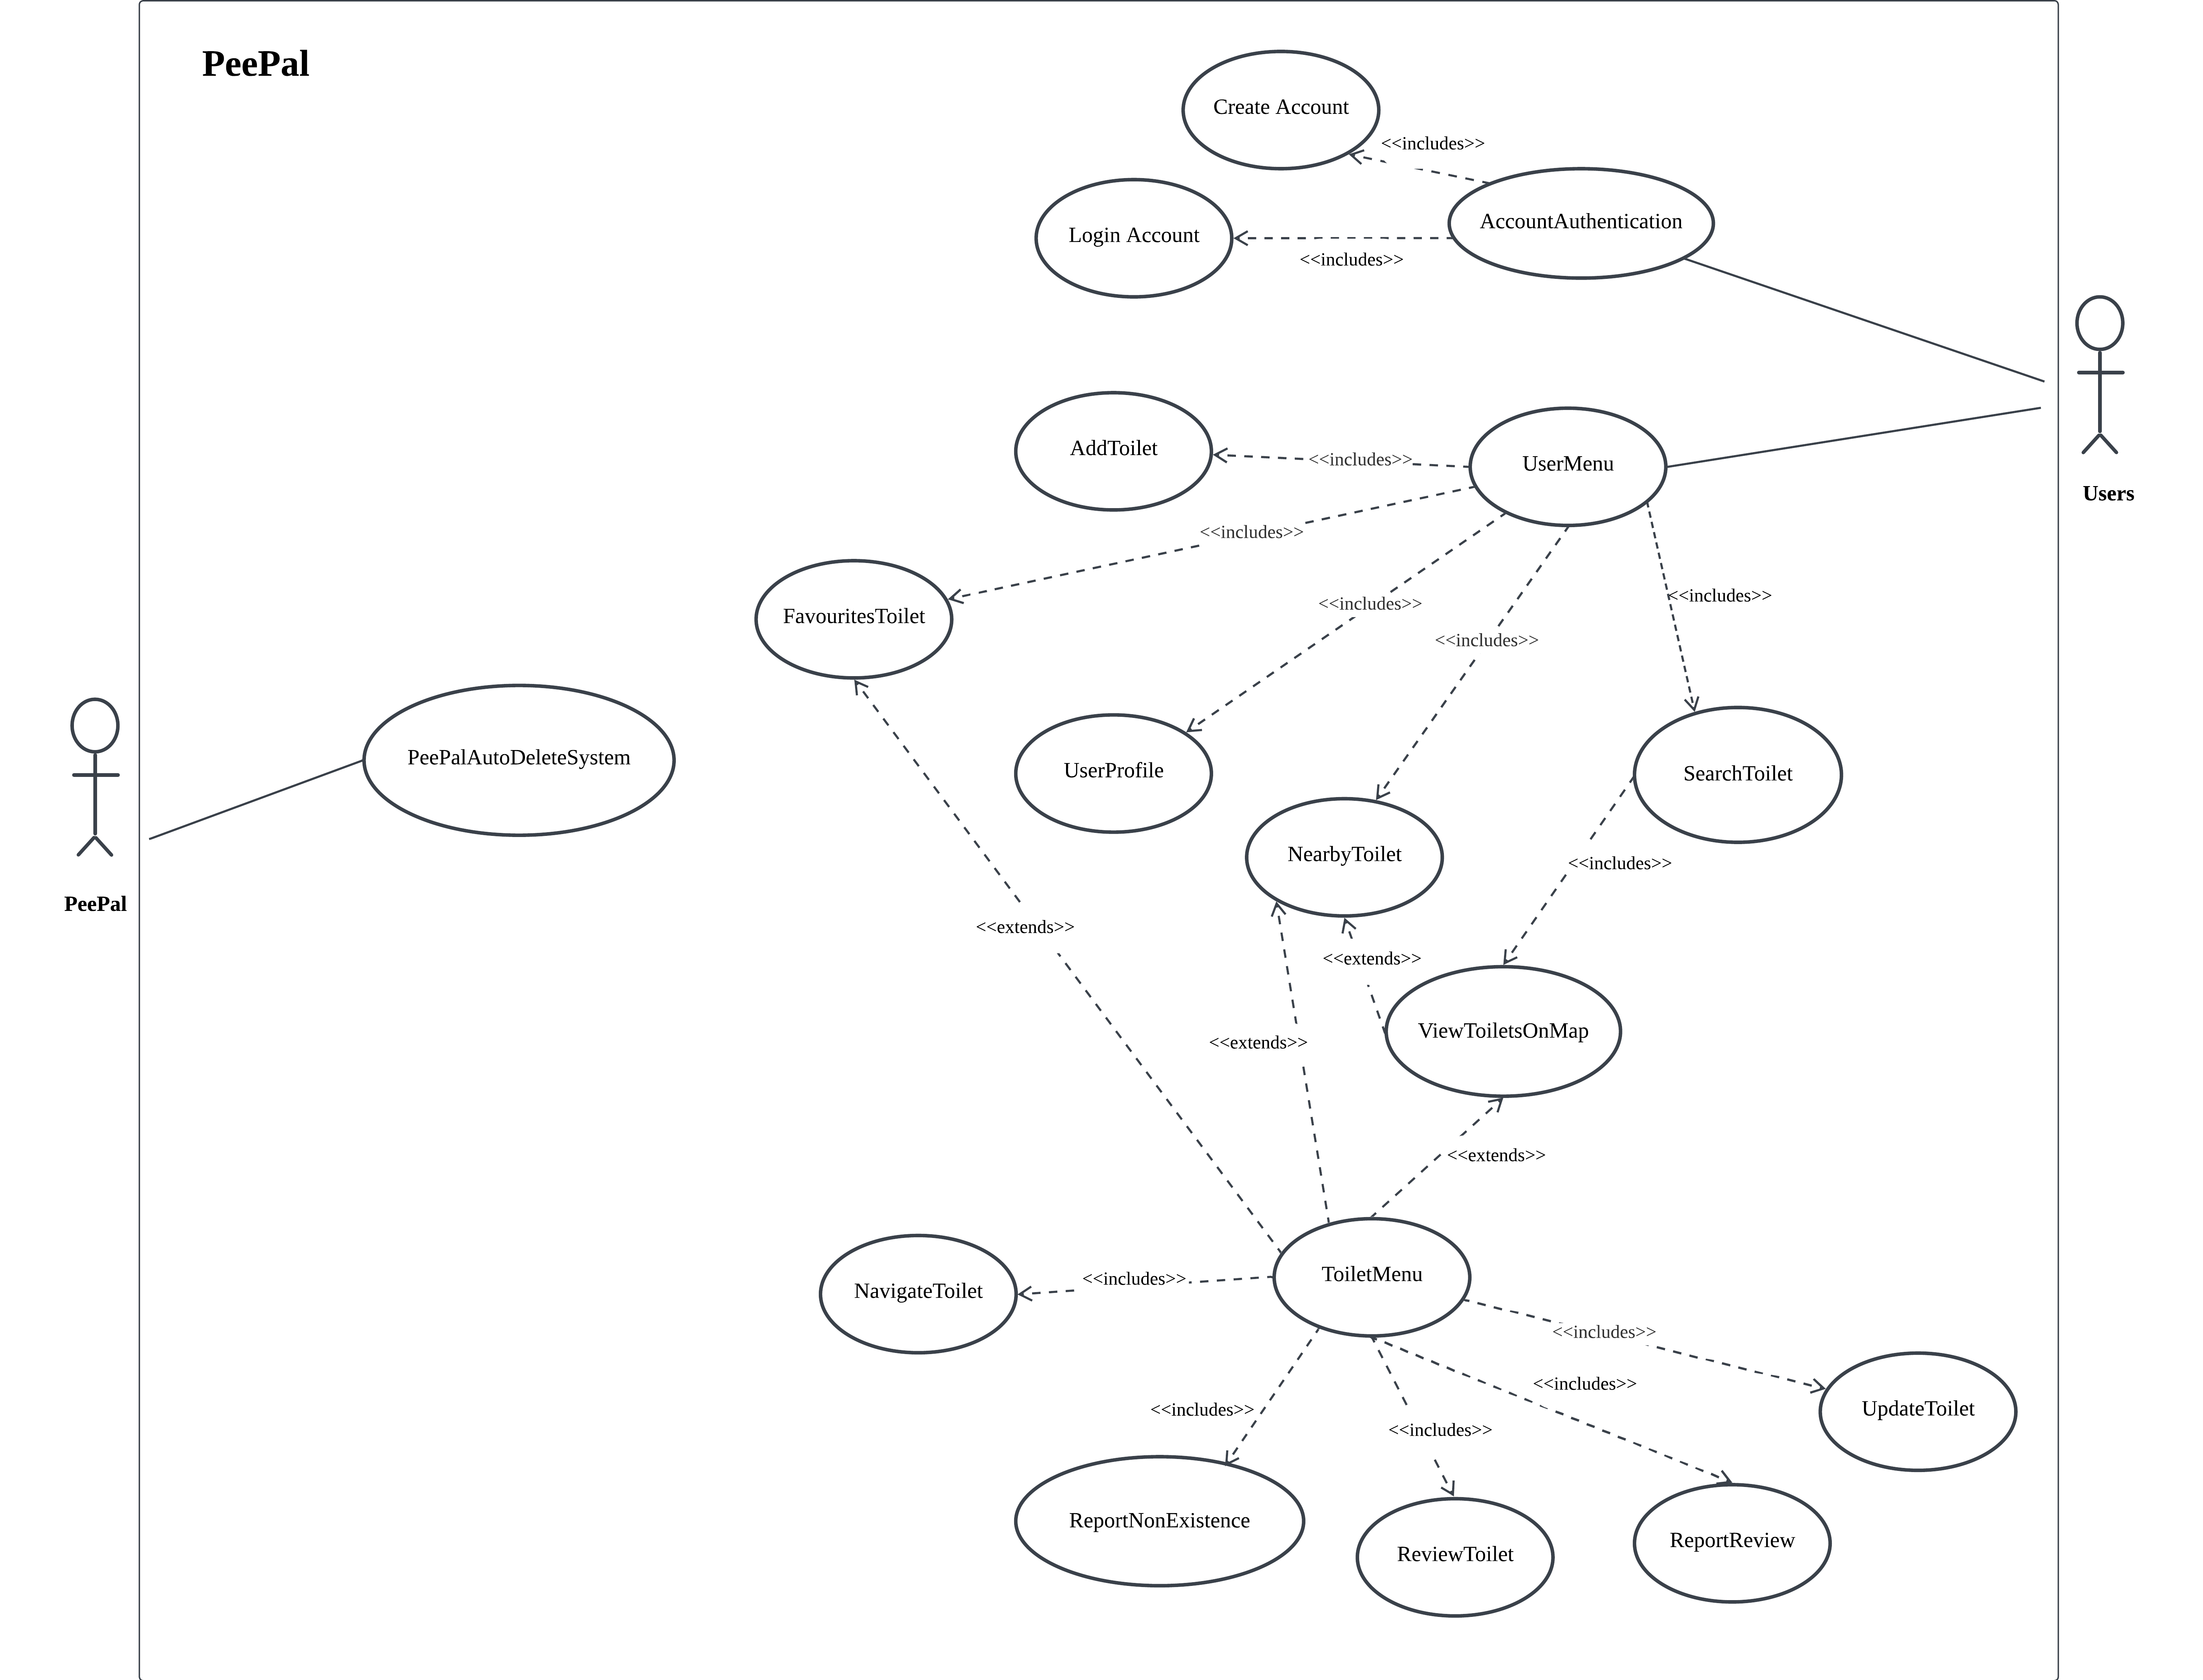 PeePal
Create Account
<<includes>>
AccountAuthentication
Login Account
<<includes>>
AddToilet
<<includes>>
UserMenu
Users
<<includes>>
<<includes>>
<<includes>>
FavouritesToilet
<<includes>>
PeePalAutoDeleteSystem
UserProfile
SearchToilet
NearbyToilet
<<includes>>
PeePal
<<extends>>
<<extends>>
ViewToiletsOnMap
<<extends>>
<<extends>>
ToiletMenu
<<includes>>
NavigateToilet
<<includes>>
<<includes>>
<<includes>>
UpdateToilet
<<includes>>
ReportNonExistence
ReportReview
ReviewToilet